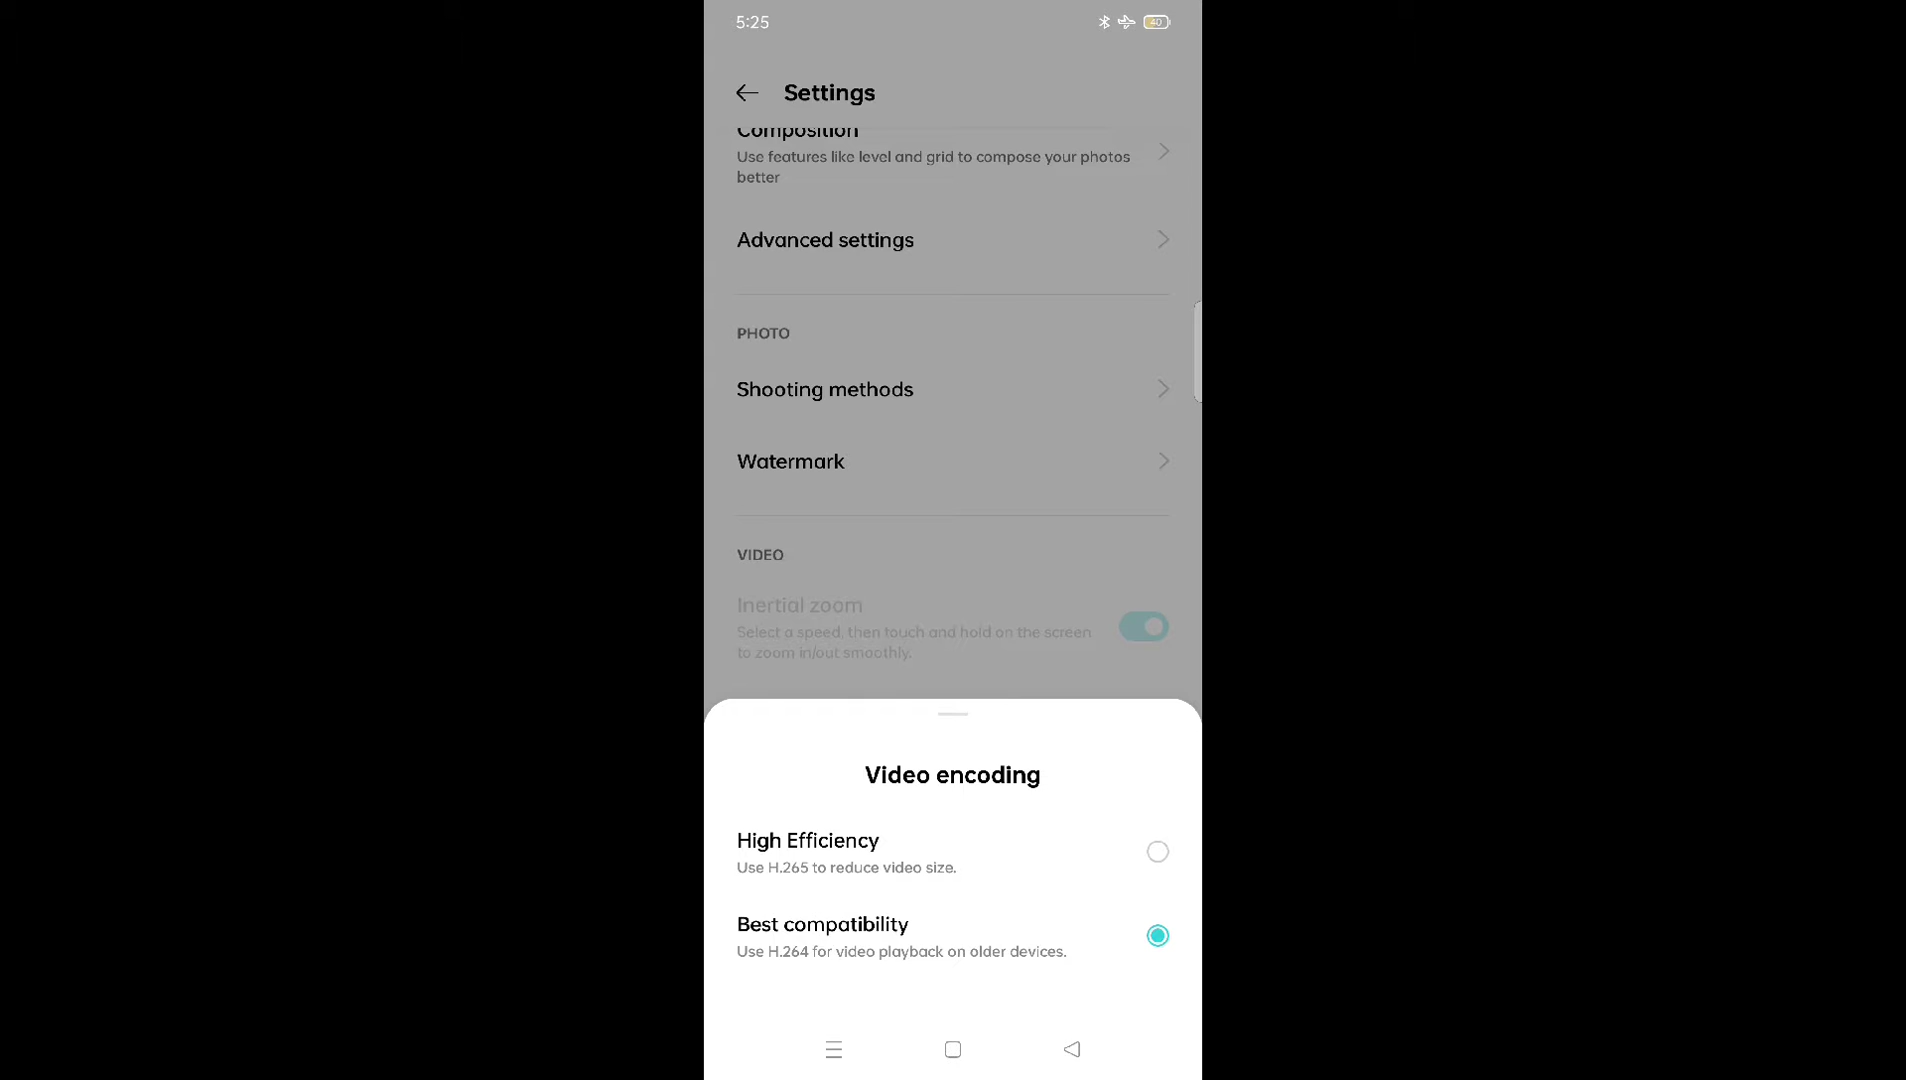 5:25
40
Settings
Composition
Use features like level and grid to compose your photos
better
Advanced settings
PHOTO
Shooting methods
Watermark
VIDEO
Inertial zoom
Select a speed, then touch and hold on the screen
to zoom in/out smoothly.
Video encoding
High Efficiency
Use H.265 to reduce video size.
Best compatibility
Use H.264 for video playback on older devices.